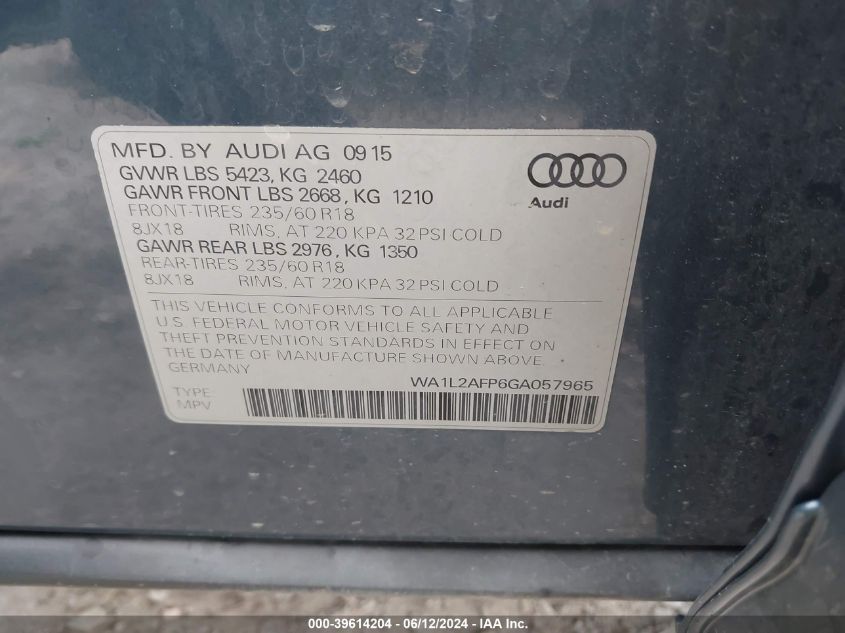 MFD. BY AUDI AG 09 15
GVWR LBS 5423, KG 2460
GAWR FRONT LBS 2668, KG 1210
FRONT-TIRES 235/60 R18
8JX18 RIMS, AT 220 KPA 32 PSI COLD
GAWR REAR LBS 2976, KG 1350
REAR-TIRES 235/60 R18
8JX18 RIMS, AT 220 KPA 32 PSI COLD
Audi
THIS VEHICLE CONFORMS TO ALL APPLICABLE
U.S. FEDERAL MOTOR VEHICLE SAFETY AND
THEFT PREVENTION STANDARDS IN EFFECT ON
THE DATE OF MANUFACTURE SHOWN ABOVE.
GERMANY
WA1L2AFP6GA057965
TYPE:
MPV
000-39614204 - 06/12/2024 - IAA Inc.